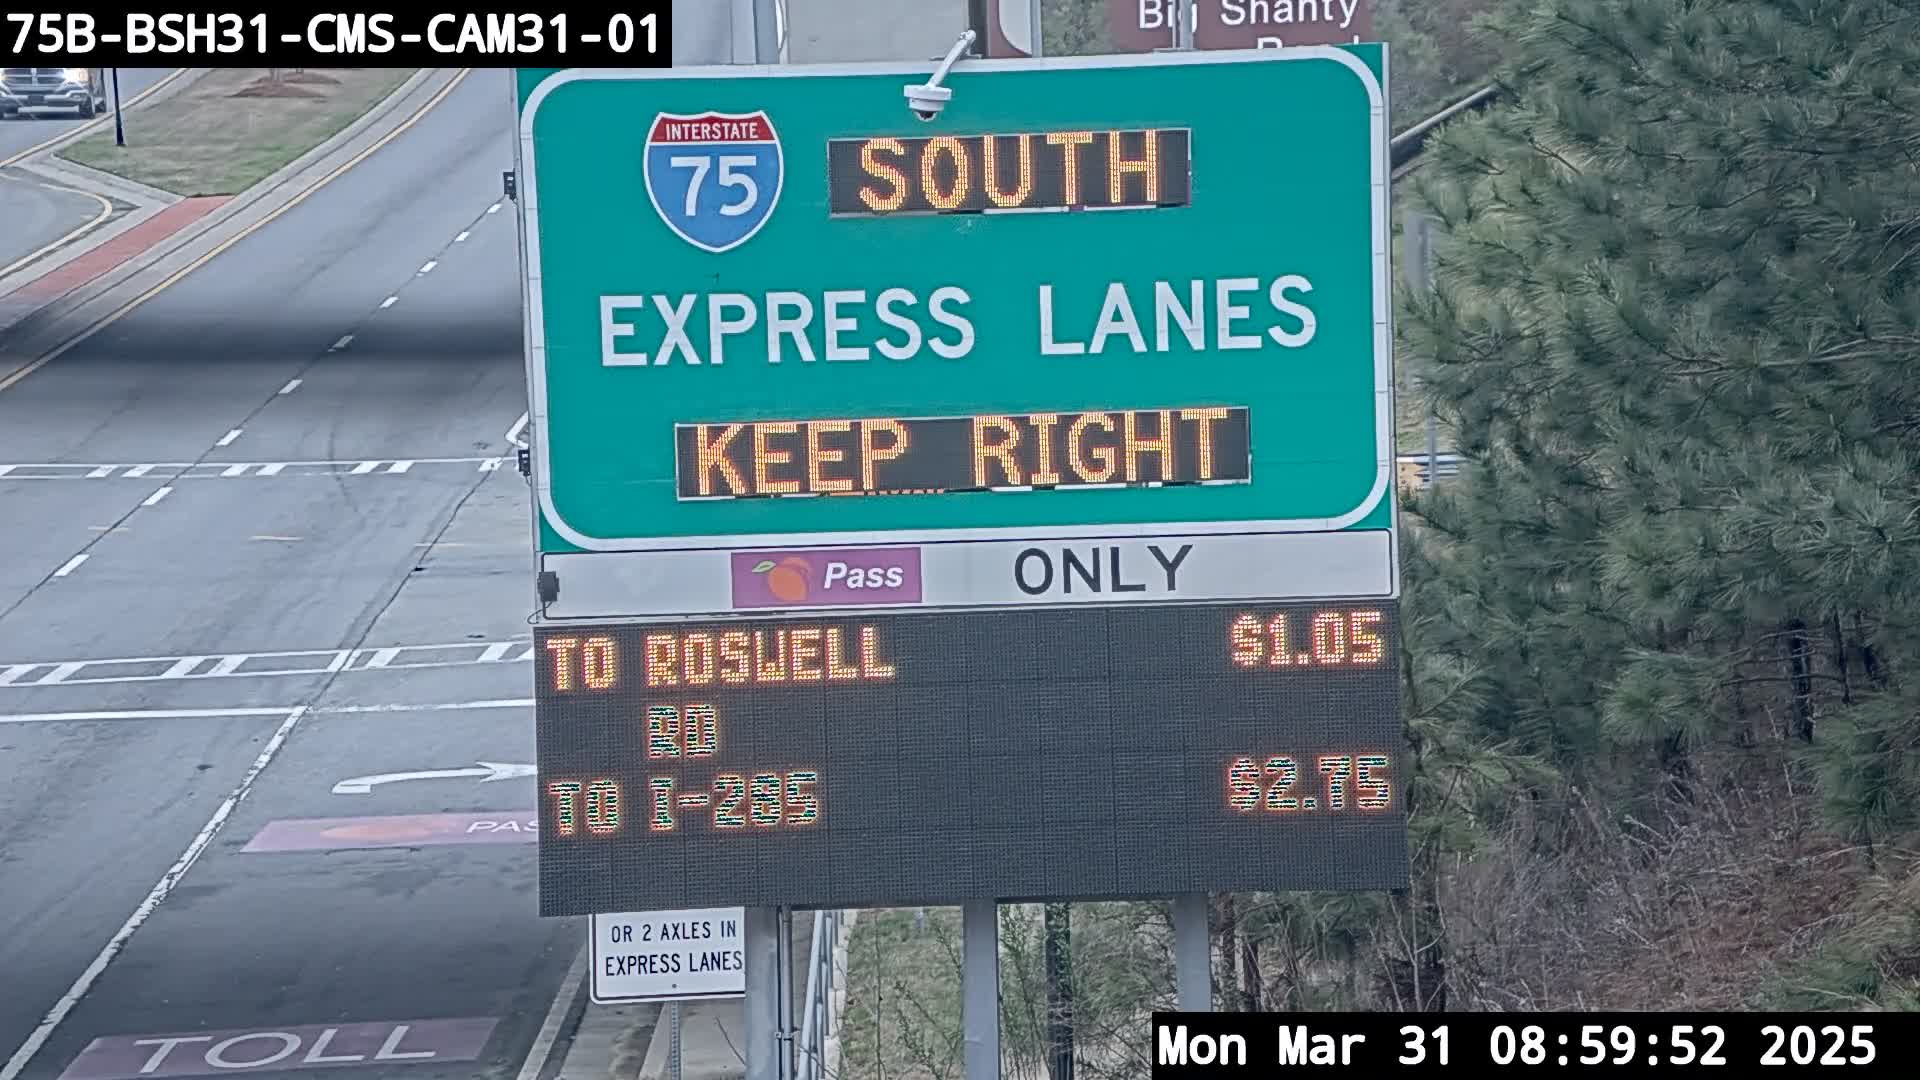 75B-BSH31-CMS-CAM31-01
Big Shanty
INTERSTATE
75
SOUTH
EXPRESS LANES
KEEP RIGHT
Pass
ONLY
TO ROSWELL $1.05
RD
TO I-285 $2.75
OR 2 AXLES IN
EXPRESS LANES
TOLL
Mon Mar 31 08:59:52 2025